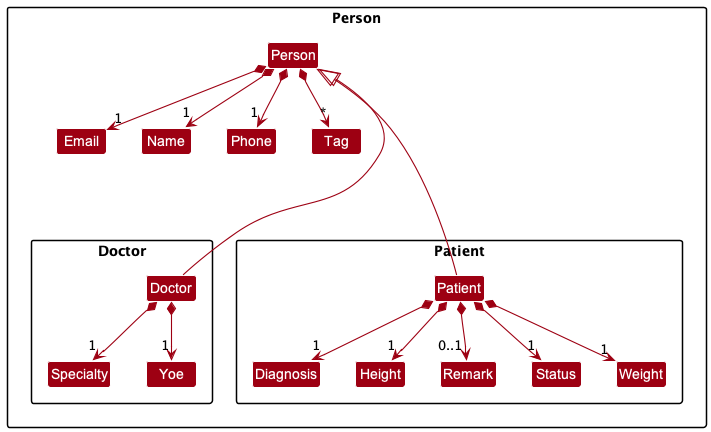 Person
Person
1
1
1
*
Email
Name
Phone
Tag
Doctor
Patient
Doctor
Patient
1
1
1
1
0..1
1
1
Specialty
Yoe
Diagnosis
Height
Remark
Status
Weight